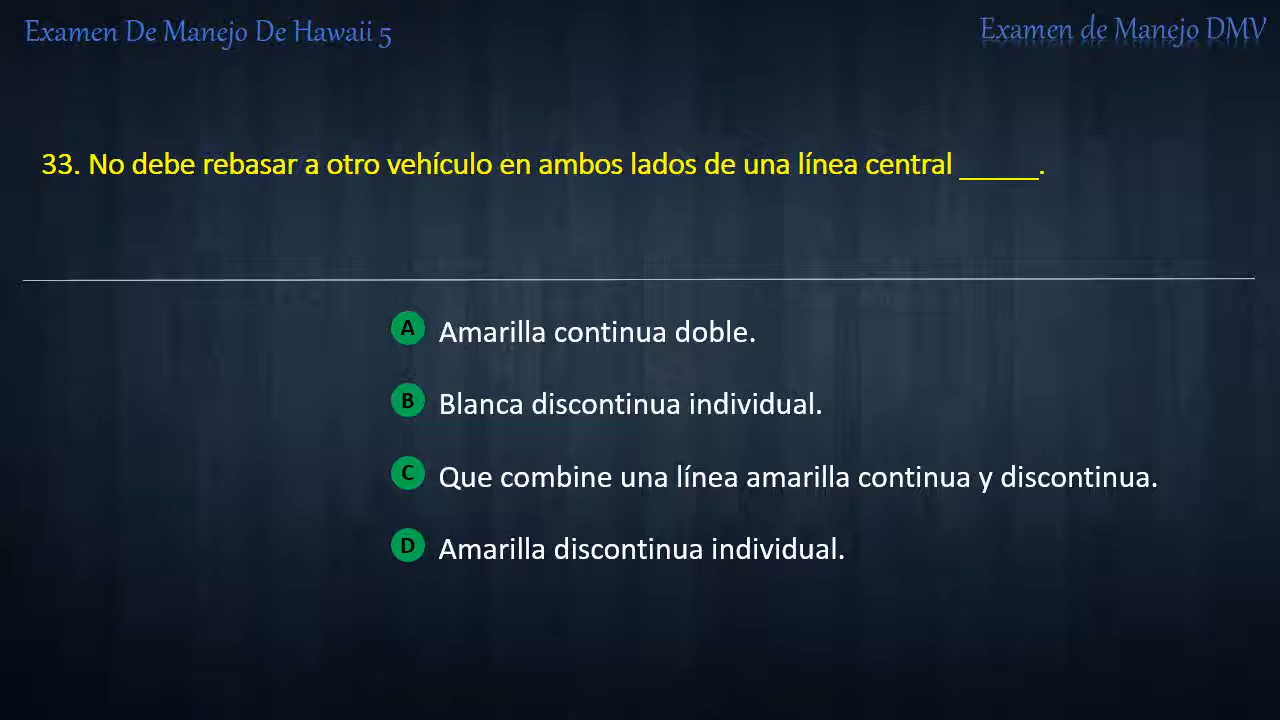 Examen De Manejo De Hawaii 5
Examen de Manejo DMV
33. No debe rebasar a otro vehículo en ambos lados de una línea central _____.
A Amarilla continua doble.
B Blanca discontinua individual.
C Que combine una línea amarilla continua y discontinua.
D Amarilla discontinua individual.